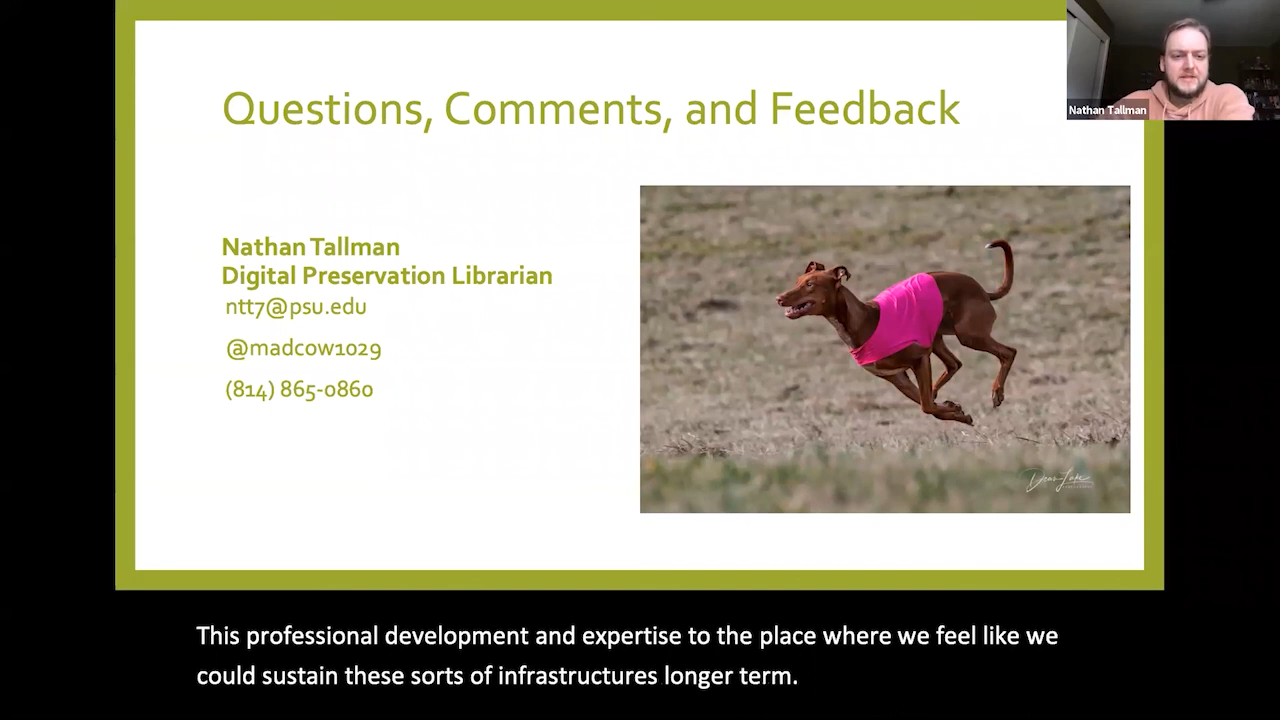 Questions, Comments, and Feedback
Nathan Tallman
Nathan Tallman
Digital Preservation Librarian
ntt7@psu.edu
@madcow1029
(814) 865-0860
This professional development and expertise to the place where we feel like we
could sustain these sorts of infrastructures longer term.